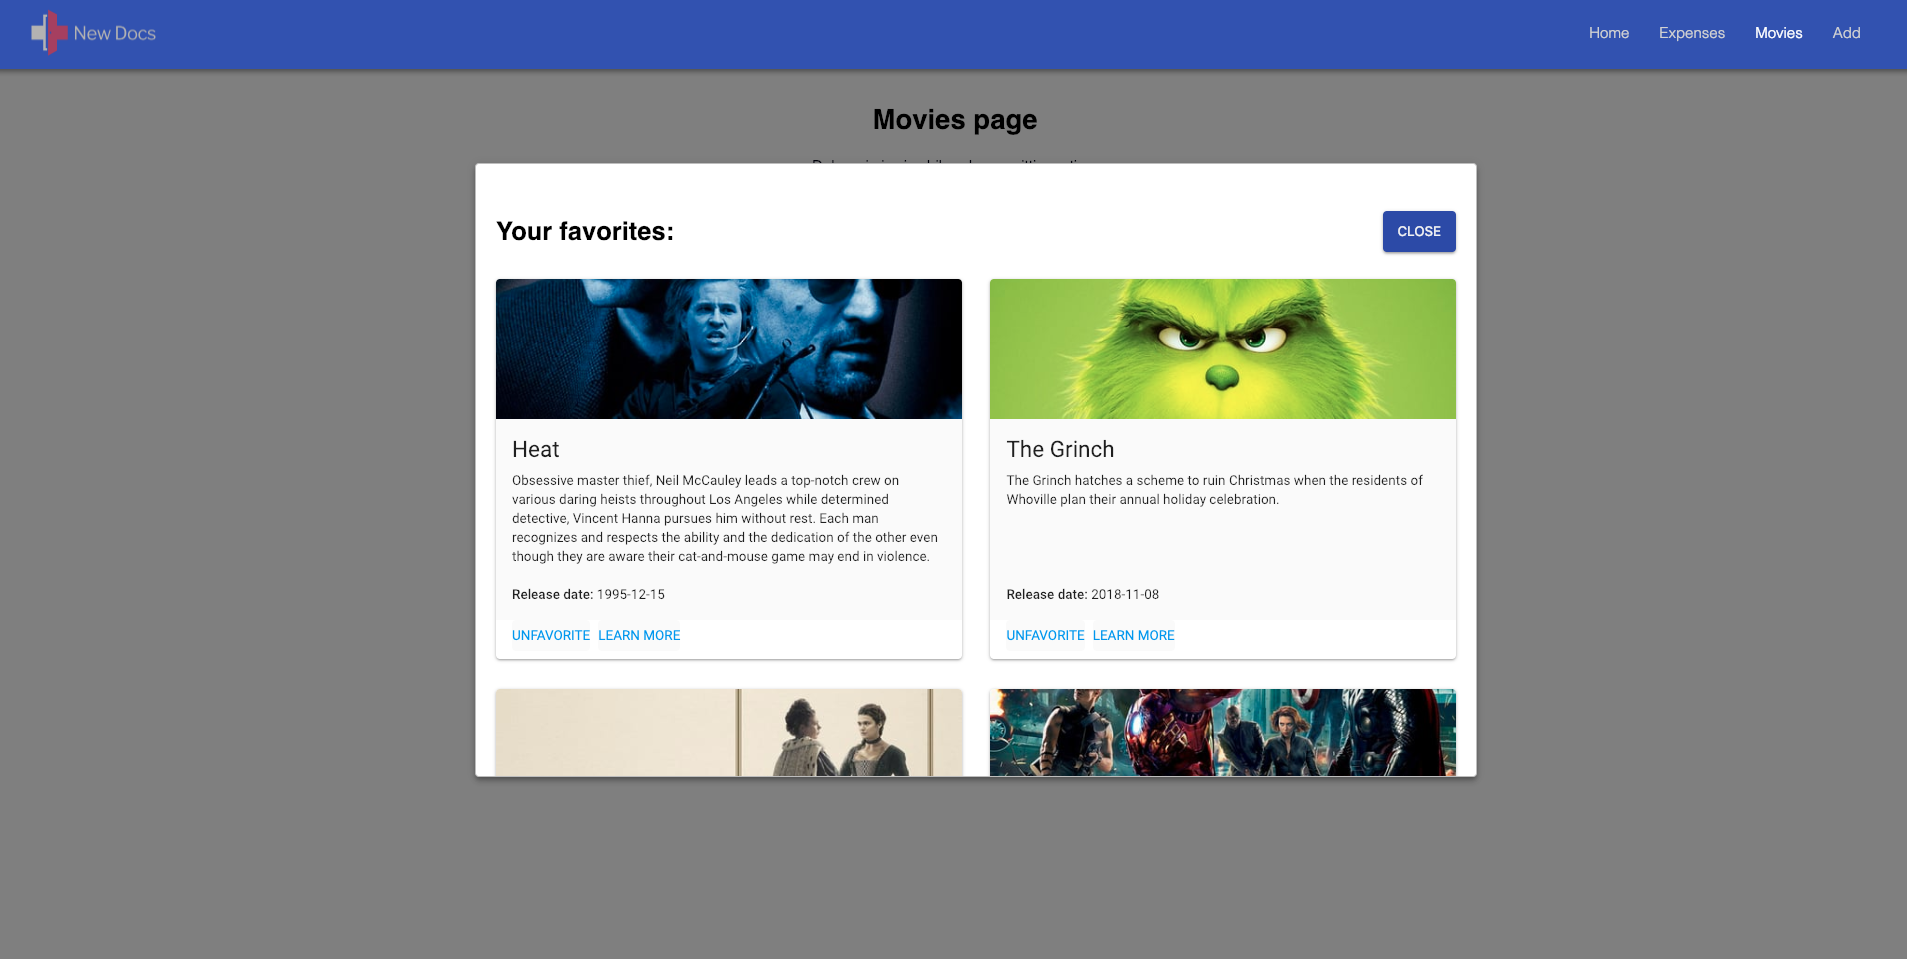 New Docs
Home
Expenses
Movies
Add
Movies page
Your favorites:
CLOSE
Heat
Obsessive master thief, Neil McCauley leads a top-notch crew on
various daring heists throughout Los Angeles while determined
detective, Vincent Hanna pursues him without rest. Each man
recognizes and respects the ability and the dedication of the other even
though they are aware their cat-and-mouse game may end in violence.
Release date: 1995-12-15
UNFAVORITE LEARN MORE
The Grinch
The Grinch hatches a scheme to ruin Christmas when the residents of
Whoville plan their annual holiday celebration.
Release date: 2018-11-08
UNFAVORITE LEARN MORE